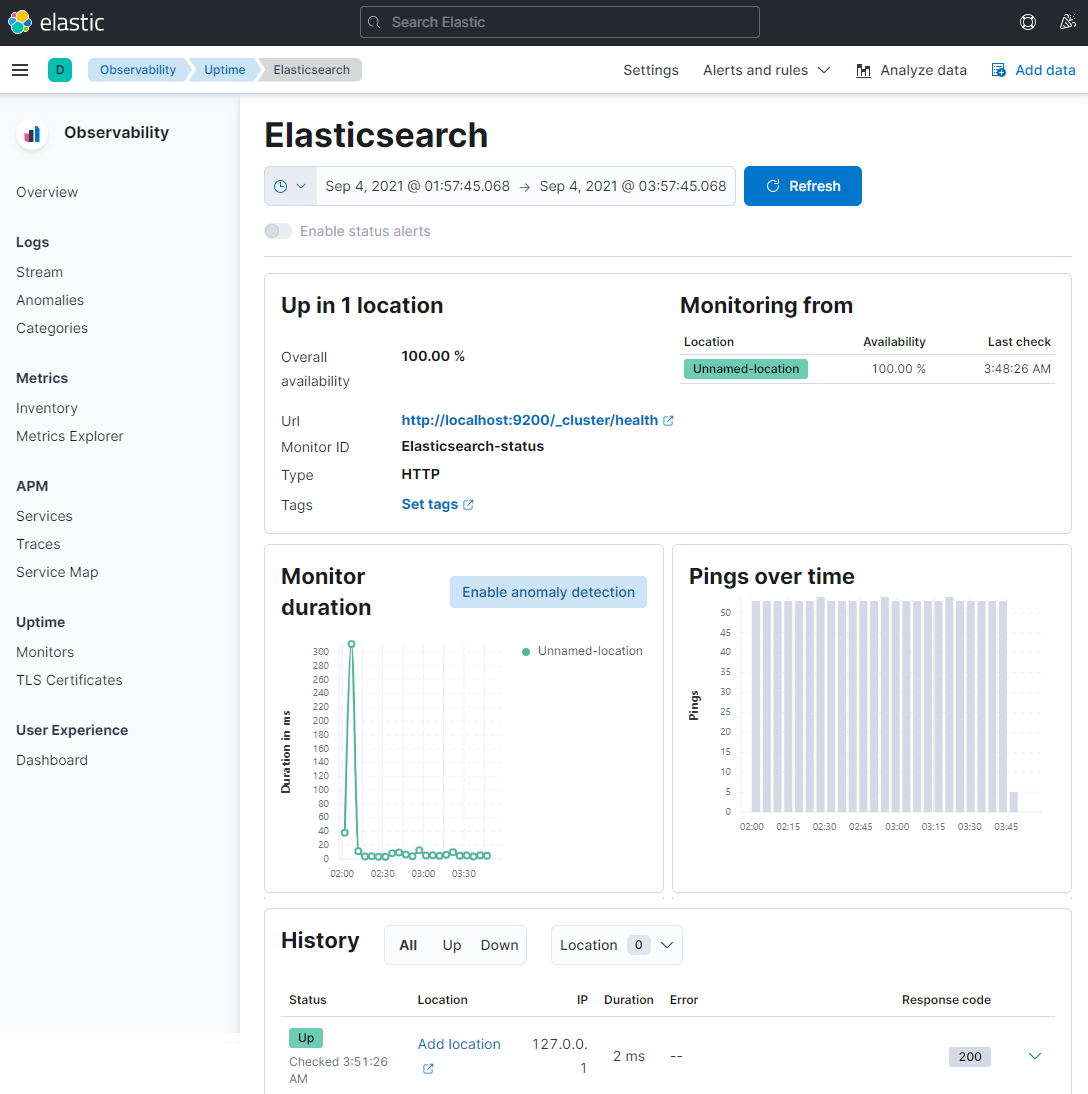 elastic
Search Elastic
D
Observability
Uptime
Elasticsearch
Settings
Alerts and rules
Analyze data
Add data
Observability
Overview
Logs
Stream
Anomalies
Categories
Metrics
Inventory
Metrics Explorer
APM
Services
Traces
Service Map
Uptime
Monitors
TLS Certificates
User Experience
Dashboard
Elasticsearch
Sep 4, 2021 @ 01:57:45.068 → Sep 4, 2021 @ 03:57:45.068
Refresh
Enable status alerts
Up in 1 location
Overall
availability
100.00 %
Url
http://localhost:9200/_cluster/health
Monitor ID
Elasticsearch-status
Type
HTTP
Tags
Set tags
Monitoring from
Location Availability Last check
Unnamed-location 100.00 % 3:48:26 AM
Monitor
duration
Enable anomaly detection
Unnamed-location
Duration in ms
300
280
260
240
220
200
180
160
140
120
100
80
60
40
20
0
02:00 02:30 03:00 03:30
Pings over time
Pings
50
45
40
35
30
25
20
15
10
5
0
02:00 02:15 02:30 02:45 03:00 03:15 03:30 03:45
History
All Up Down
Location 0
Status Location IP Duration Error Response code
Up
Checked 3:51:26
AM
Add location
127.0.0.
1
2 ms
--
200